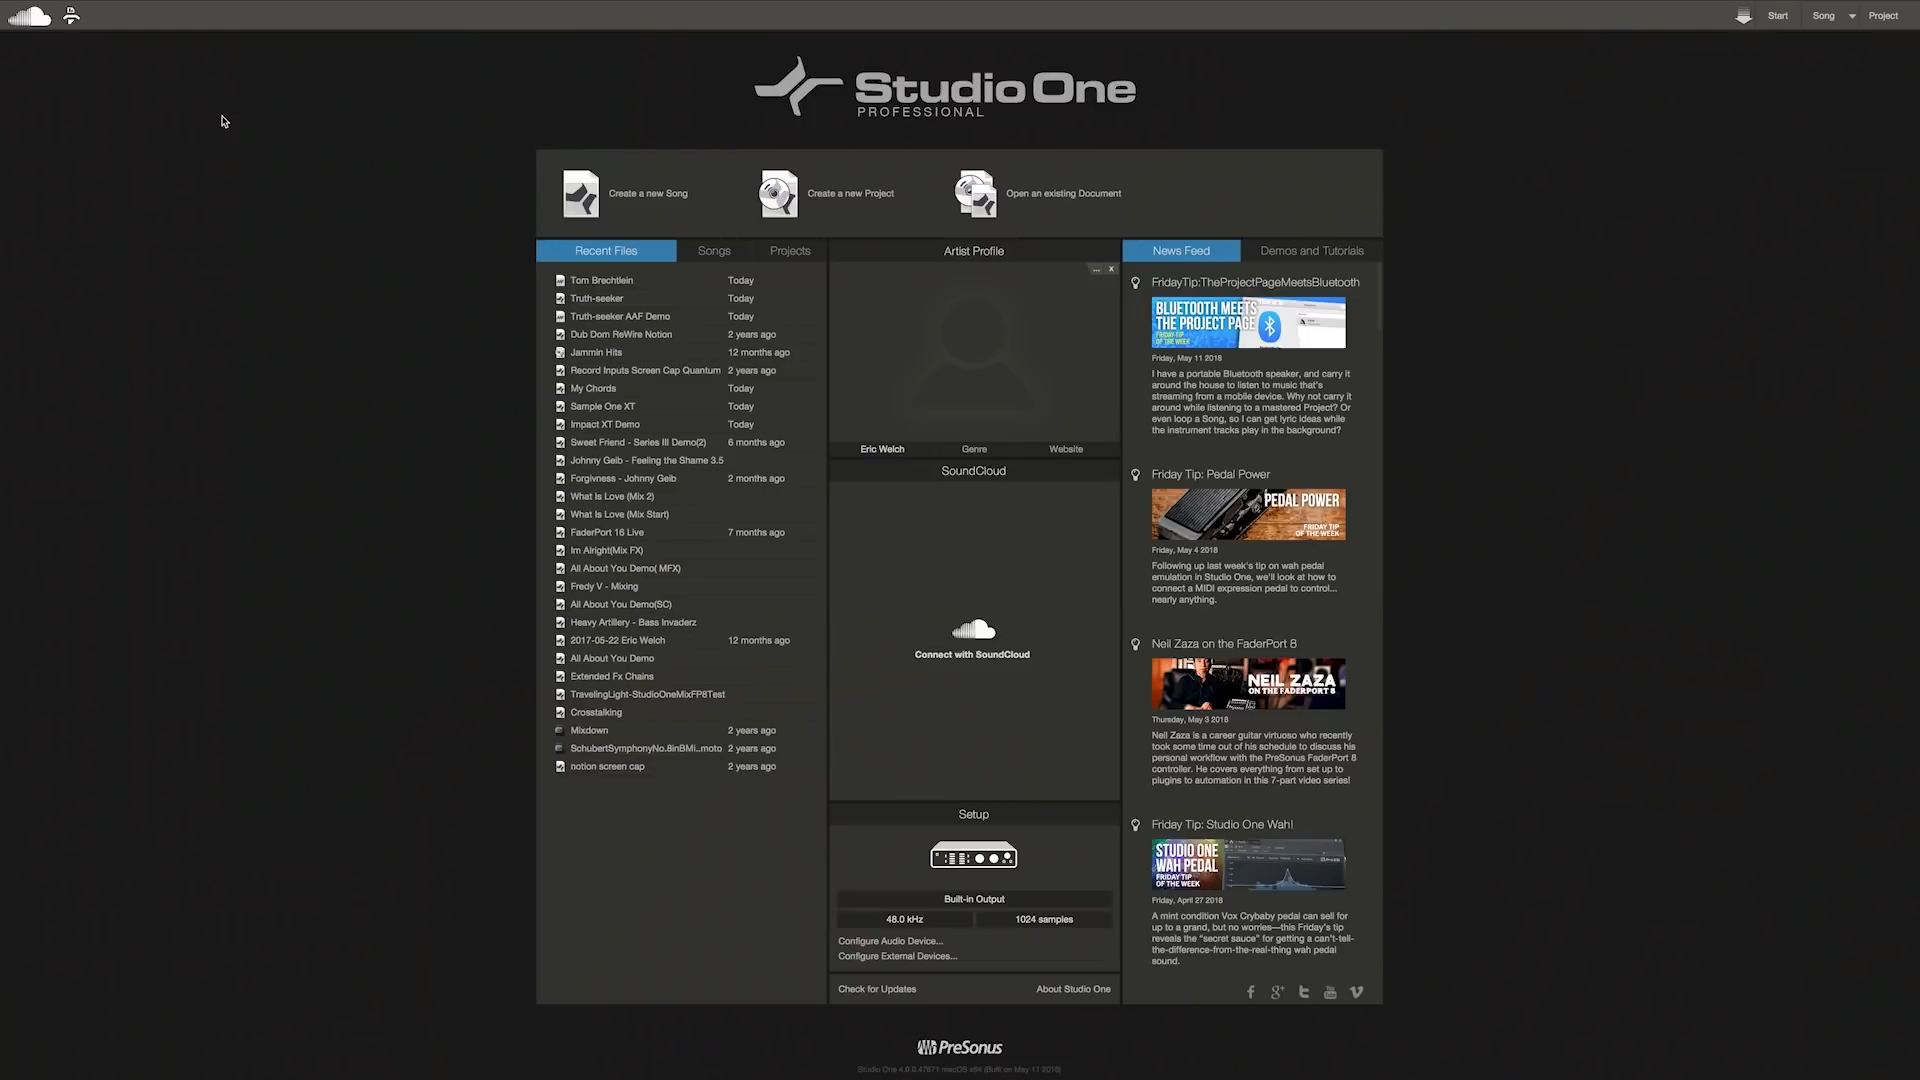 Start
Song
Project
Studio One
PROFESSIONAL
Create a new Song
Create a new Project
Open an existing Document
Recent Files
Songs
Projects
Tom Brechtlein Today
Truth-seeker Today
Truth-seeker AAF Demo Today
Dub Dom ReWire Notion 2 years ago
Jammin Hits 12 months ago
Record Inputs Screen Cap Quantum 2 years ago
My Chords Today
Sample One XT Today
Impact XT Demo Today
Sweet Friend - Series III Demo(2) 6 months ago
Johnny Geib - Feeling the Shame 3.5
Forgivness - Johnny Geib 2 months ago
What Is Love (Mix 2)
What Is Love (Mix Start)
FaderPort 16 Live 7 months ago
Im Alright(Mix FX)
All About You Demo( MFX)
Fredy V - Mixing
All About You Demo(SC)
Heavy Artillery - Bass Invaderz
2017-05-22 Eric Welch 12 months ago
All About You Demo
Extended Fx Chains
TravelingLight-StudioOneMixFP8Test
Crosstalking
Mixdown 2 years ago
SchubertSymphonyNo.8inBMi...moto 2 years ago
notion screen cap 2 years ago
Artist Profile
... x
Eric Welch
Genre
Website
SoundCloud
Connect with SoundCloud
Setup
Built-in Output
48.0 kHz
1024 samples
Configure Audio Device...
Configure External Devices...
Check for Updates
About Studio One
News Feed
Demos and Tutorials
FridayTip:TheProjectPageMeetsBluetooth
BLUETOOTH MEETS
THE PROJECT PAGE
FRIDAY TIP
OF THE WEEK
Friday, May 11 2018
I have a portable Bluetooth speaker, and carry it
around the house to listen to music that's
streaming from a mobile device. Why not carry it
around while listening to a mastered Project? Or
even loop a Song, so I can get lyric ideas while
the instrument tracks play in the background?
Friday Tip: Pedal Power
PEDAL POWER
FRIDAY TIP
OF THE WEEK
Friday, May 4 2018
Following up last week's tip on wah pedal
emulation in Studio One, we'll look at how to
connect a MIDI expression pedal to control...
nearly anything.
Neil Zaza on the FaderPort 8
NEIL ZAZA
ON THE FADERPORT 8
Thursday, May 3 2018
Neil Zaza is a career guitar virtuoso who recently
took some time out of his schedule to discuss his
personal workflow with the PreSonus FaderPort 8
controller. He covers everything from set up to
plugins to automation in this 7-part video series!
Friday Tip: Studio One Wah!
STUDIO ONE
WAH PEDAL
FRIDAY TIP
OF THE WEEK
Friday, April 27 2018
A mint condition Vox Crybaby pedal can sell for
up to a grand, but no worries—this Friday's tip
reveals the "secret sauce" for getting a can't-tell-
the-difference-from-the-real-thing wah pedal
sound.
PreSonus
Studio One 4.0.0.47671 macOS x64 (Built on May 11 2018)